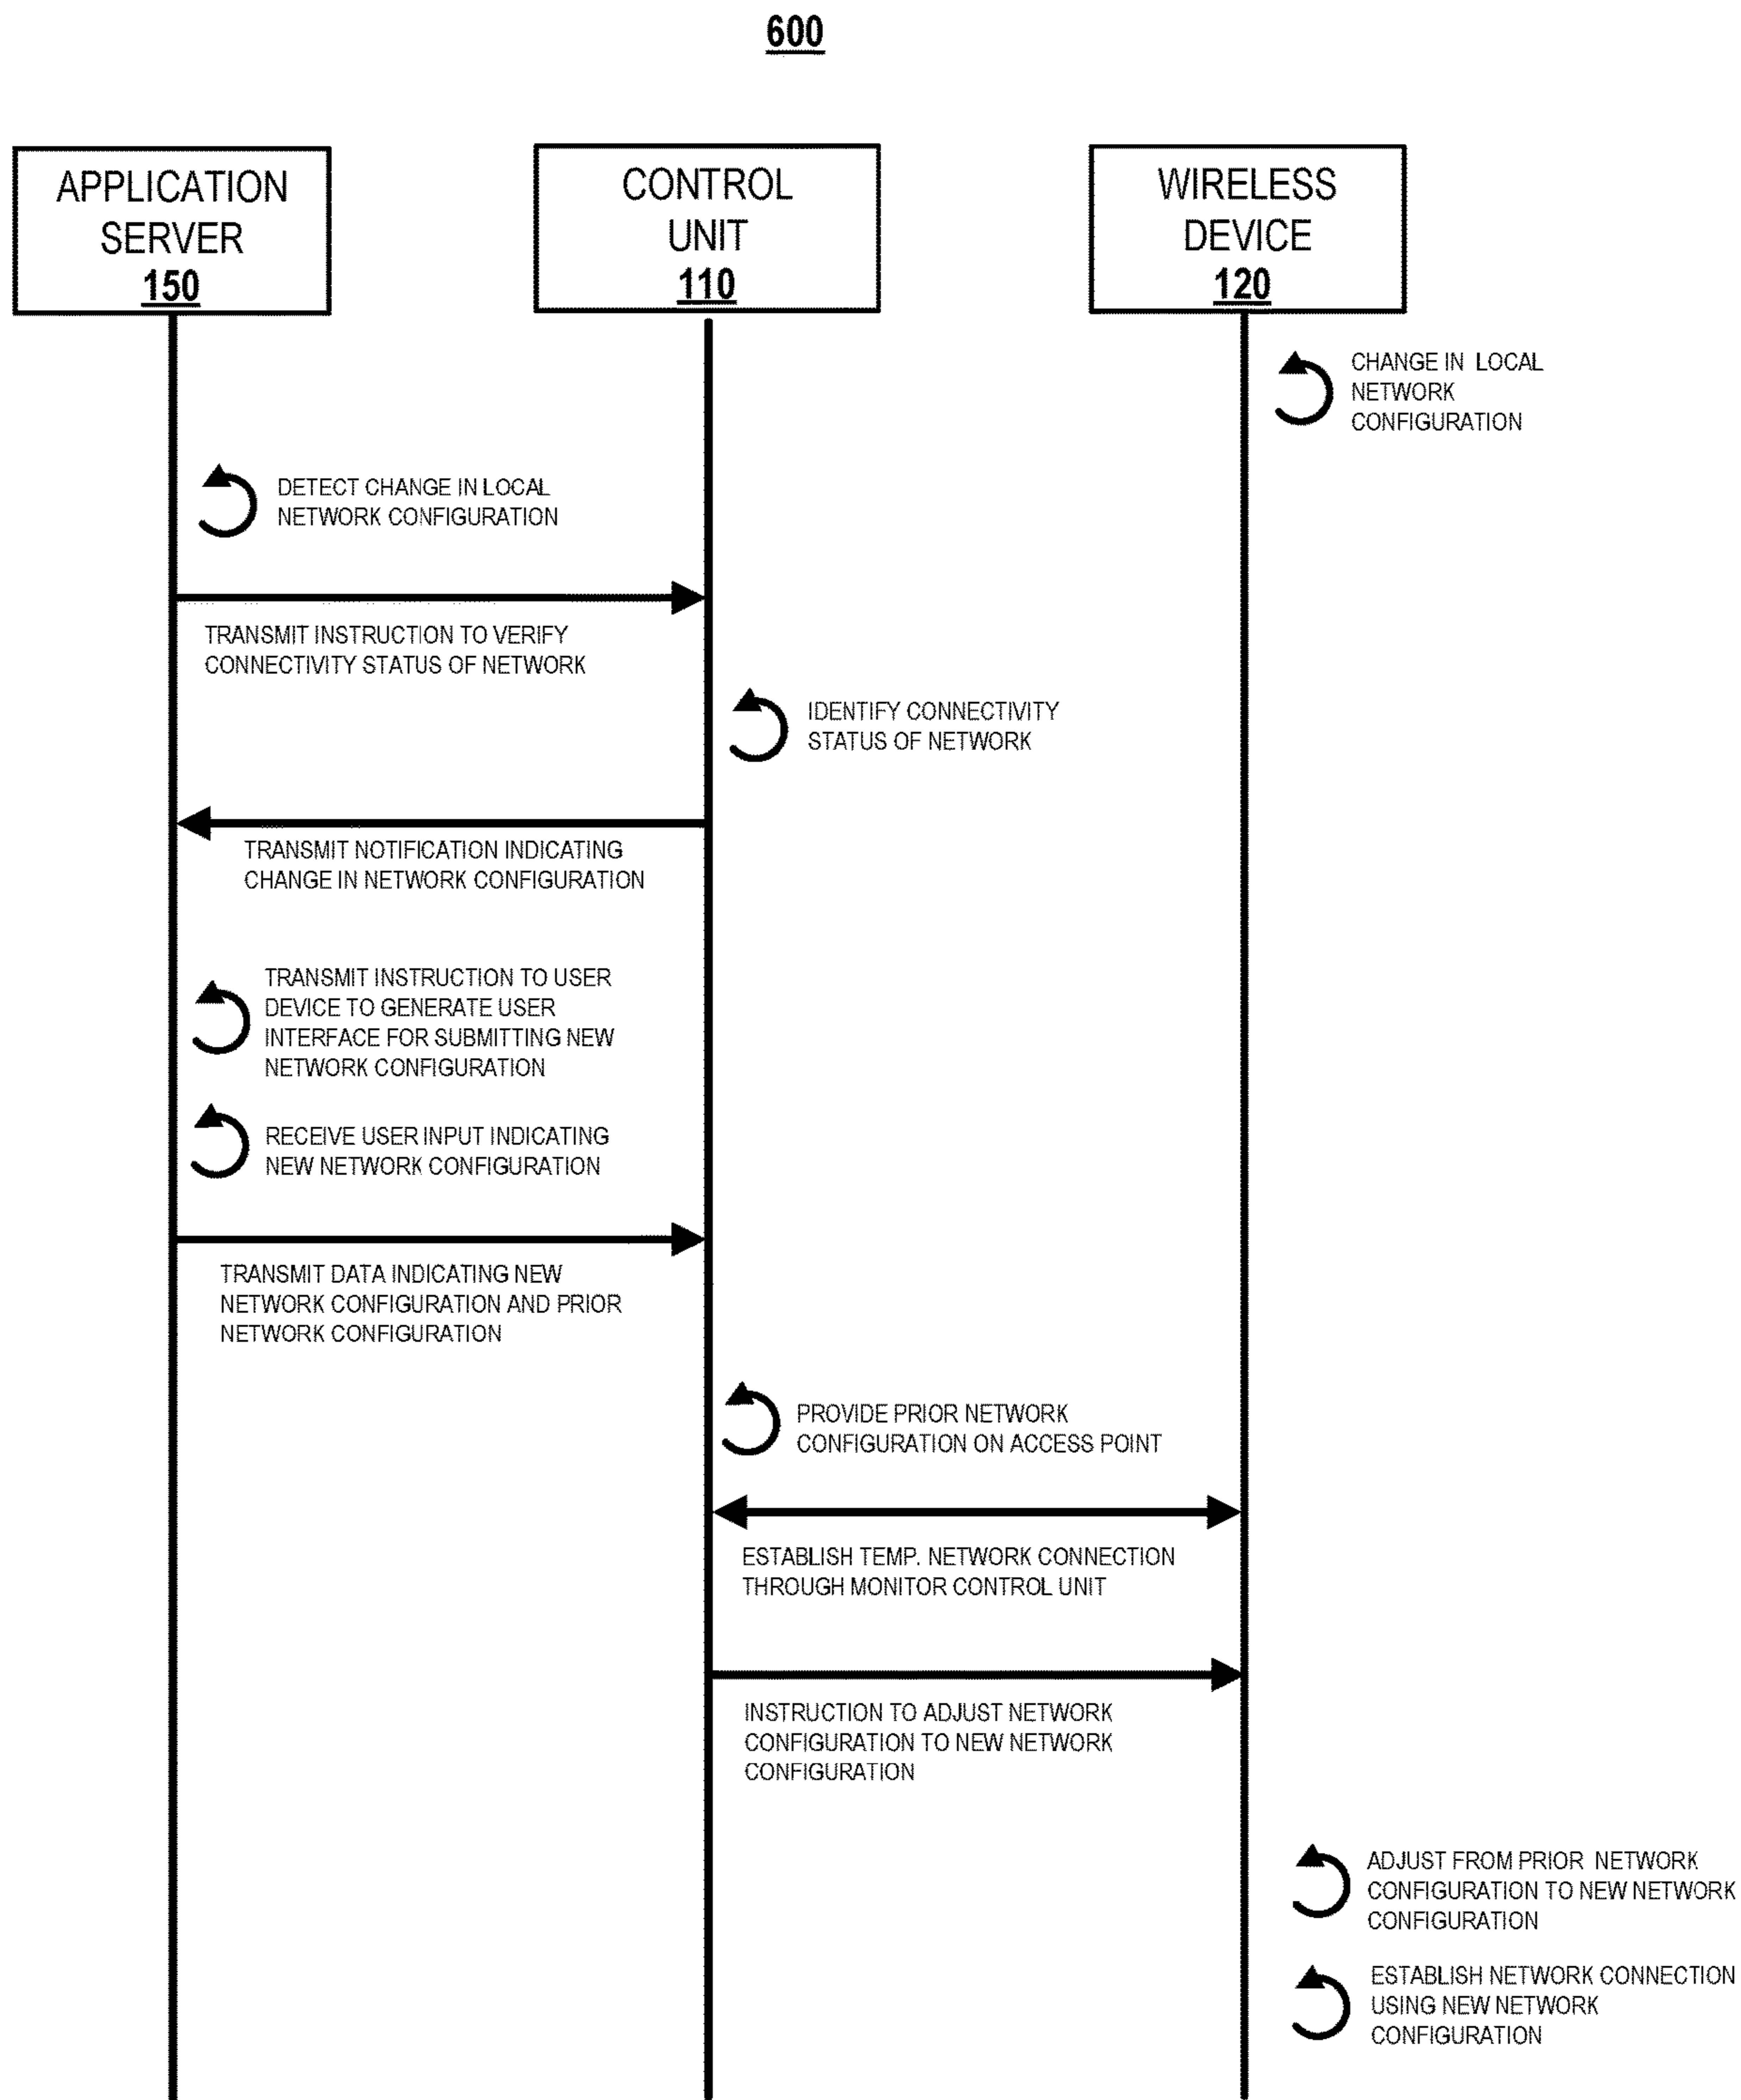 600
APPLICATION
SERVER
150
CONTROL
UNIT
110
WIRELESS
DEVICE
120
CHANGE IN LOCAL
NETWORK
CONFIGURATION
DETECT CHANGE IN LOCAL
NETWORK CONFIGURATION
TRANSMIT INSTRUCTION TO VERIFY
CONNECTIVITY STATUS OF NETWORK
IDENTIFY CONNECTIVITY
STATUS OF NETWORK
TRANSMIT NOTIFICATION INDICATING
CHANGE IN NETWORK CONFIGURATION
TRANSMIT INSTRUCTION TO USER
DEVICE TO GENERATE USER
INTERFACE FOR SUBMITTING NEW
NETWORK CONFIGURATION
RECEIVE USER INPUT INDICATING
NEW NETWORK CONFIGURATION
TRANSMIT DATA INDICATING NEW
NETWORK CONFIGURATION AND PRIOR
NETWORK CONFIGURATION
PROVIDE PRIOR NETWORK
CONFIGURATION ON ACCESS POINT
ESTABLISH TEMP. NETWORK CONNECTION
THROUGH MONITOR CONTROL UNIT
INSTRUCTION TO ADJUST NETWORK
CONFIGURATION TO NEW NETWORK
CONFIGURATION
ADJUST FROM PRIOR NETWORK
CONFIGURATION TO NEW NETWORK
CONFIGURATION
ESTABLISH NETWORK CONNECTION
USING NEW NETWORK
CONFIGURATION